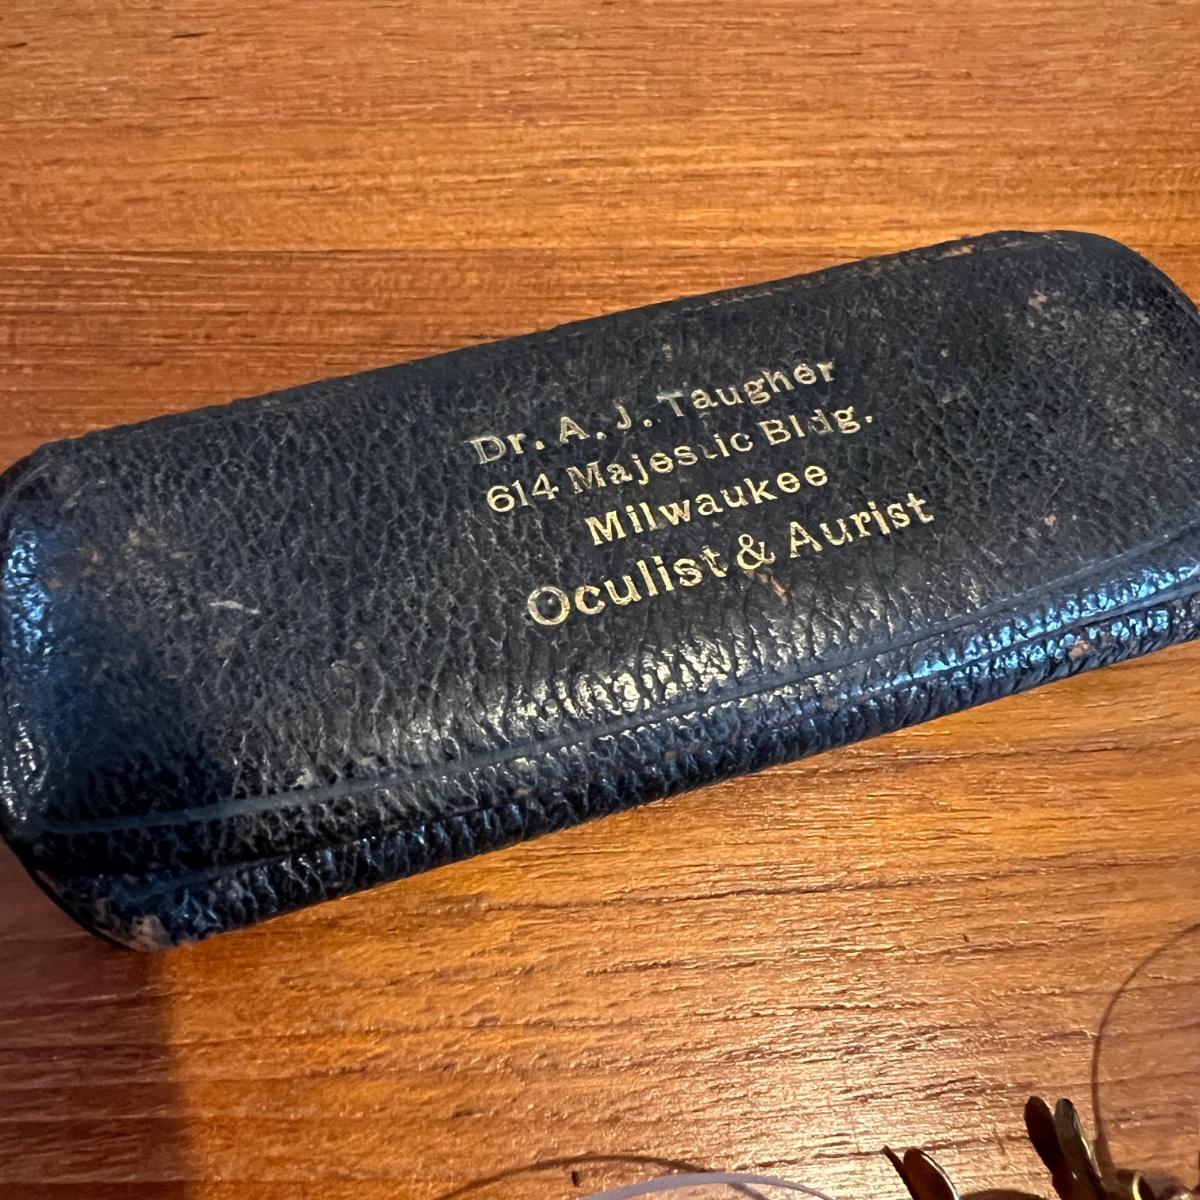 Dr. A. J. Taugher
614 Majestic Bldg.
Milwaukee
Oculist & Aurist